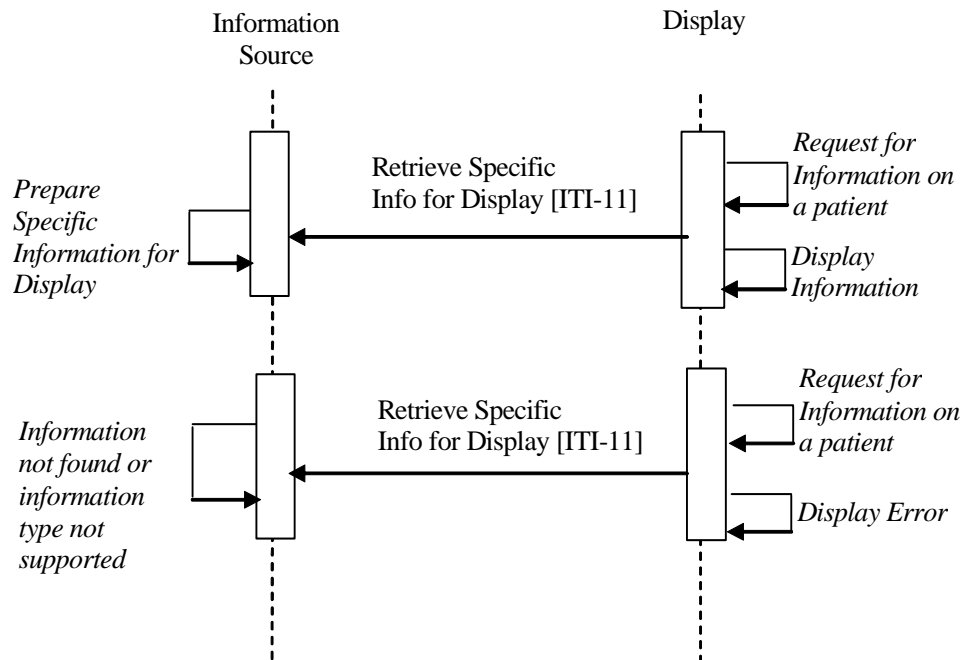 Information
Source
Display
Prepare
Specific
Information for
Display
Retrieve Specific
Info for Display [ITI-11]
Request for
Information on
a patient
Display
Information
Information
not found or
information
type not
supported
Retrieve Specific
Info for Display [ITI-11]
Request for
Information on
a patient
Display Error